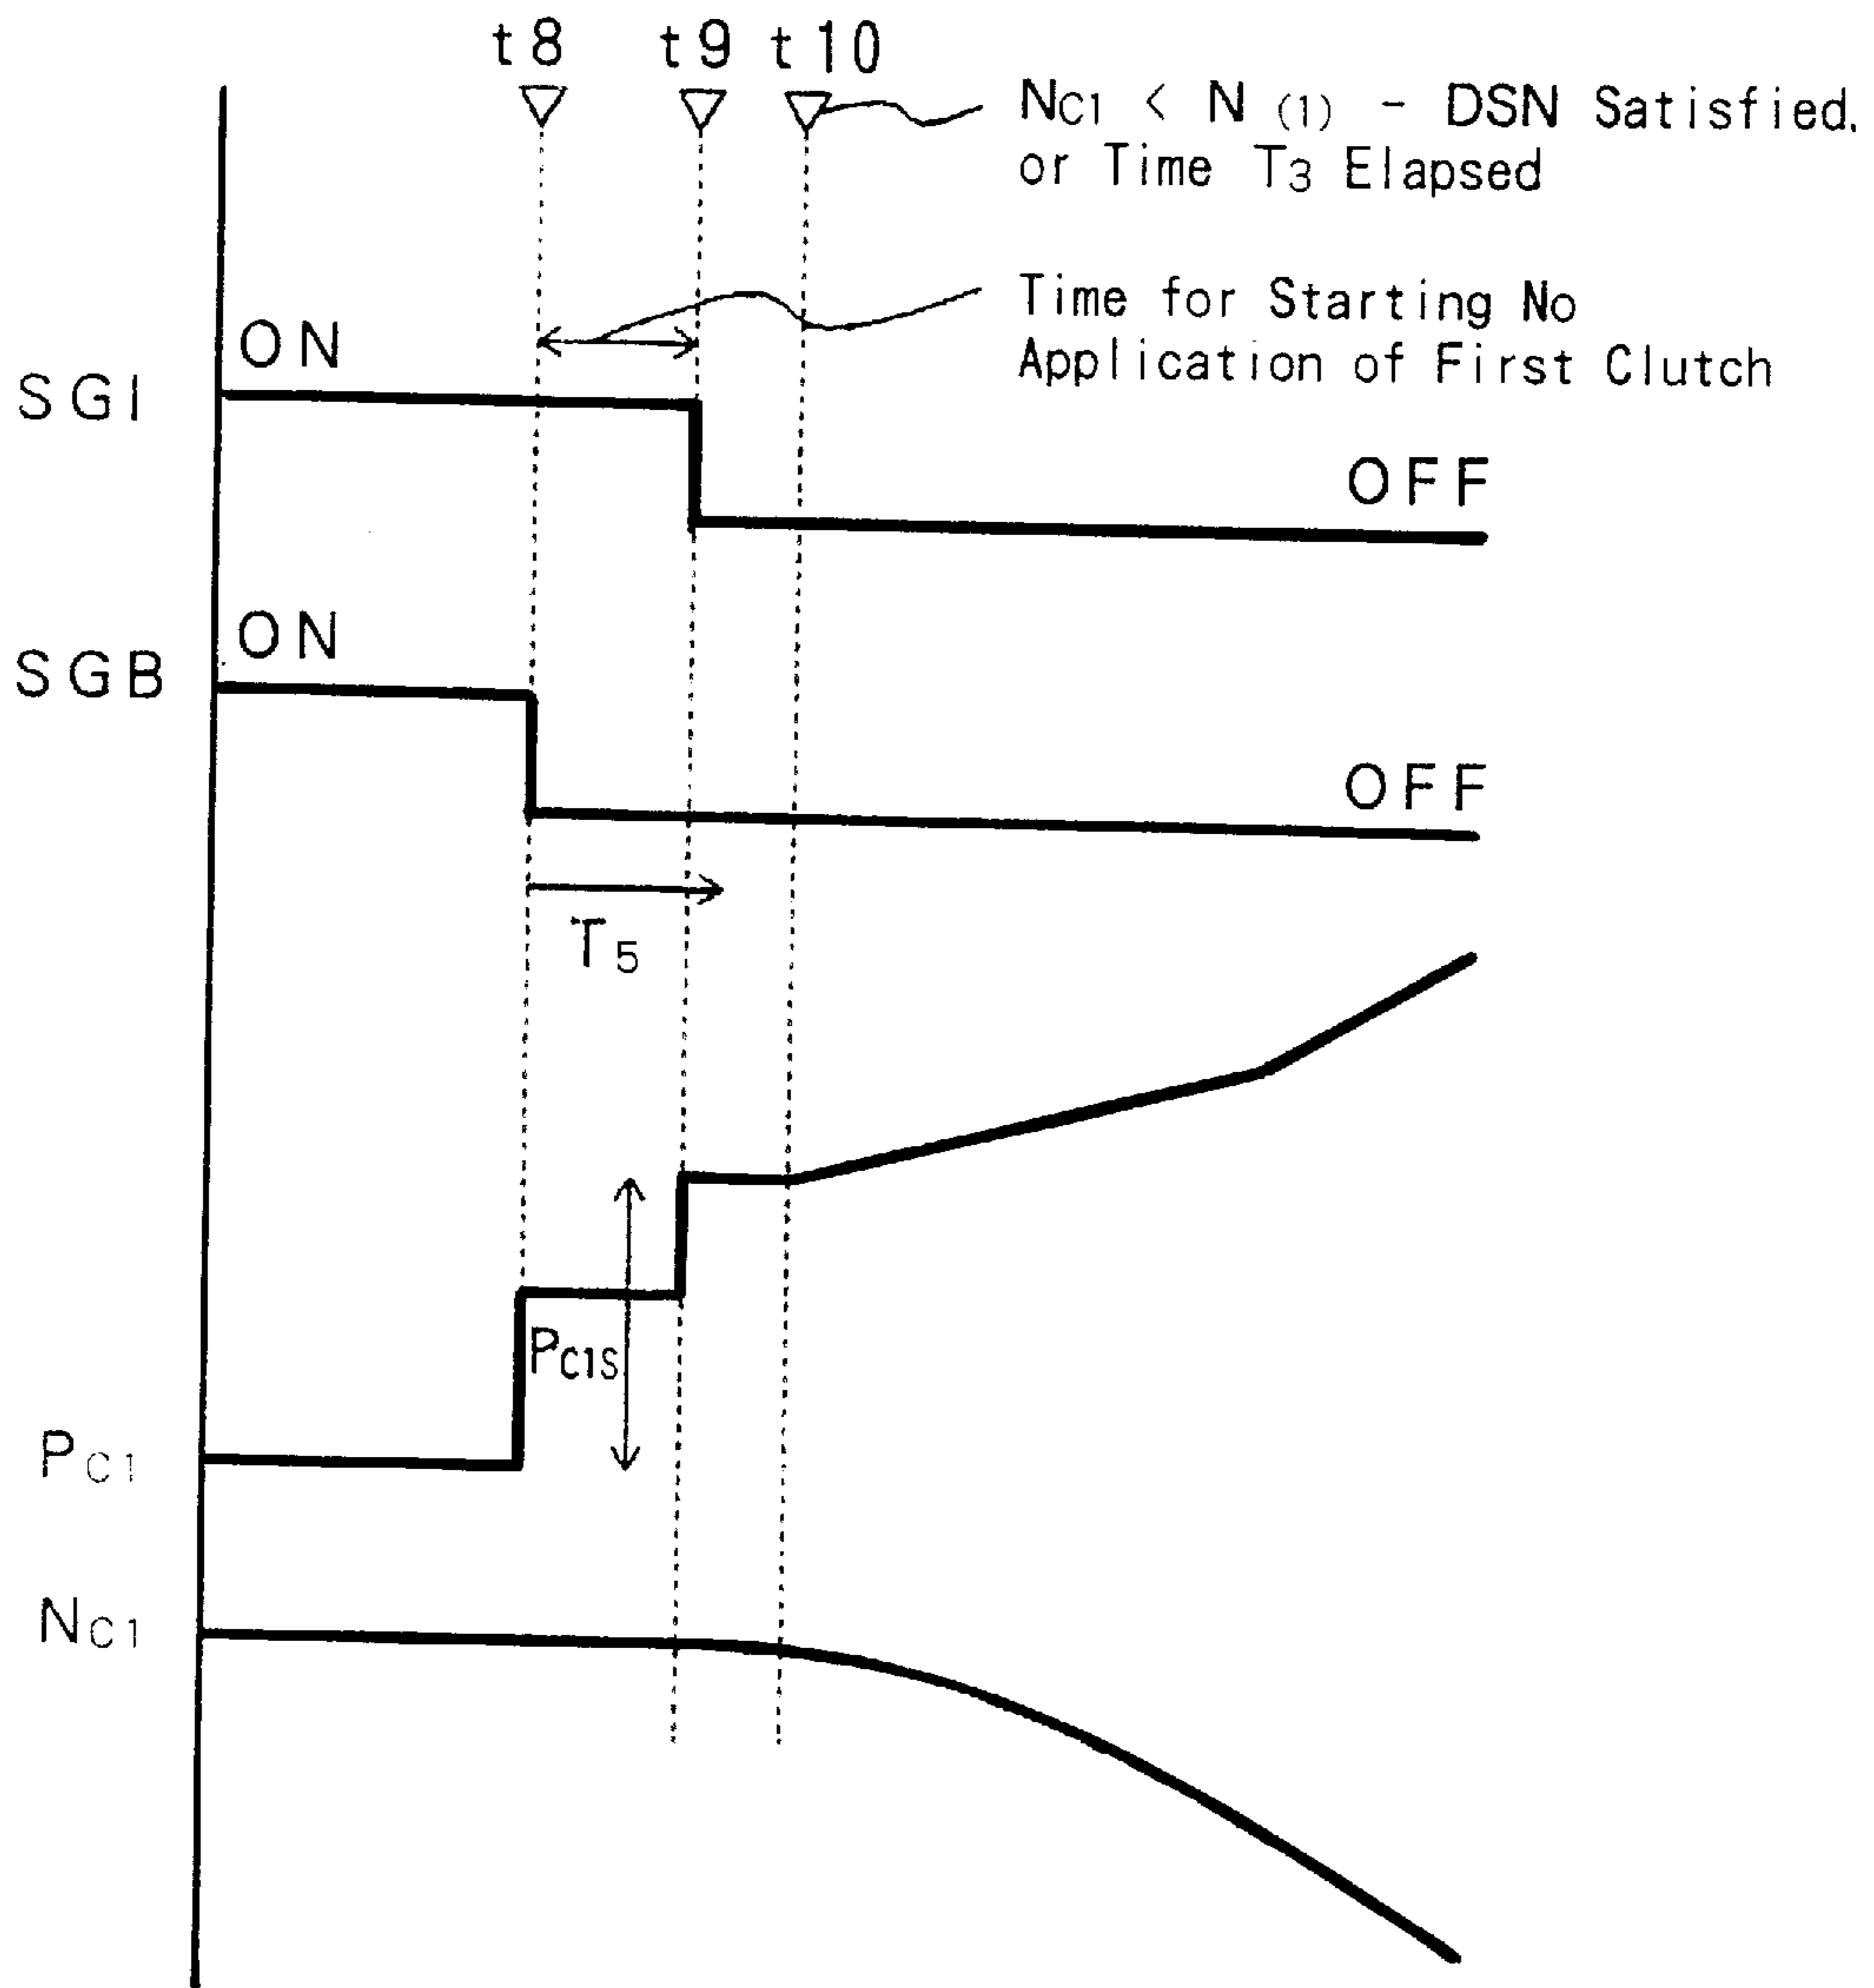 t8 t9 t10
NC1 < N (1) - DSN Satisfied.
or Time T3 Elapsed
Time for Starting No
Application of First Clutch
ON
SGI
OFF
ON
SGB
OFF
T5
PC1S
PC1
NC1